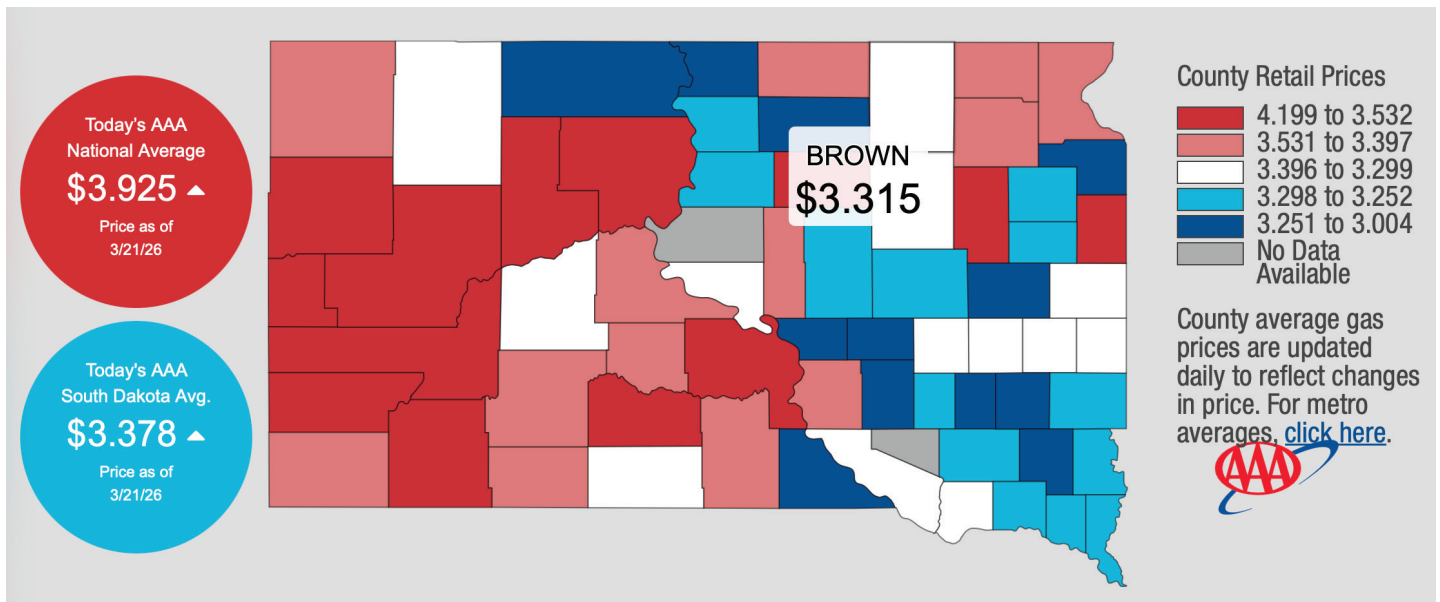 Today's AAA
National Average
$3.925
Price as of
3/21/26
Today's AAA
South Dakota Avg.
$3.378
Price as of
3/21/26
BROWN
$3.315
County Retail Prices
4.199 to 3.532
3.531 to 3.397
3.396 to 3.299
3.298 to 3.252
3.251 to 3.004
No Data
Available
County average gas
prices are updated
daily to reflect changes
in price. For metro
averages, click here.
AAA